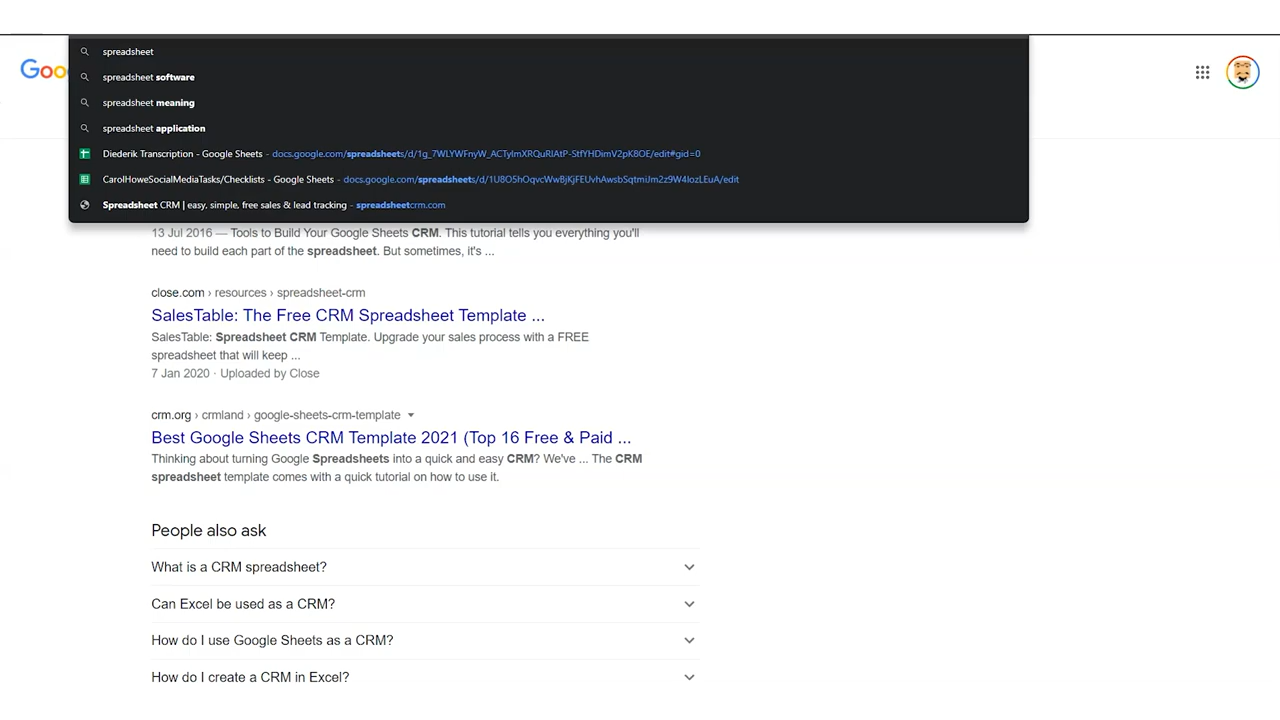 Goo
spreadsheet
spreadsheet software
spreadsheet meaning
spreadsheet application
Diederik Transcription - Google Sheets - docs.google.com/spreadsheets/d/1g_7WLYWFnyW_ACTylmXRQuRlAtP-StfYHDimV2pK8OE/edit#gid=0
CarolHoweSocialMediaTasks/Checklists - Google Sheets - docs.google.com/spreadsheets/d/1U8O5hOqvcWwBjKjFEUvhAwsbSqtmiJm2z9W4IozLEuA/edit
Spreadsheet CRM | easy, simple, free sales & lead tracking - spreadsheetcrm.com
13 Jul 2016 — Tools to Build Your Google Sheets CRM. This tutorial tells you everything you'll
need to build each part of the spreadsheet. But sometimes, it's ...
close.com › resources › spreadsheet-crm
SalesTable: The Free CRM Spreadsheet Template ...
SalesTable: Spreadsheet CRM Template. Upgrade your sales process with a FREE
spreadsheet that will keep ...
7 Jan 2020 · Uploaded by Close
crm.org › crmland › google-sheets-crm-template
Best Google Sheets CRM Template 2021 (Top 16 Free & Paid ...
Thinking about turning Google Spreadsheets into a quick and easy CRM? We've ... The CRM
spreadsheet template comes with a quick tutorial on how to use it.
People also ask
What is a CRM spreadsheet?
Can Excel be used as a CRM?
How do I use Google Sheets as a CRM?
How do I create a CRM in Excel?